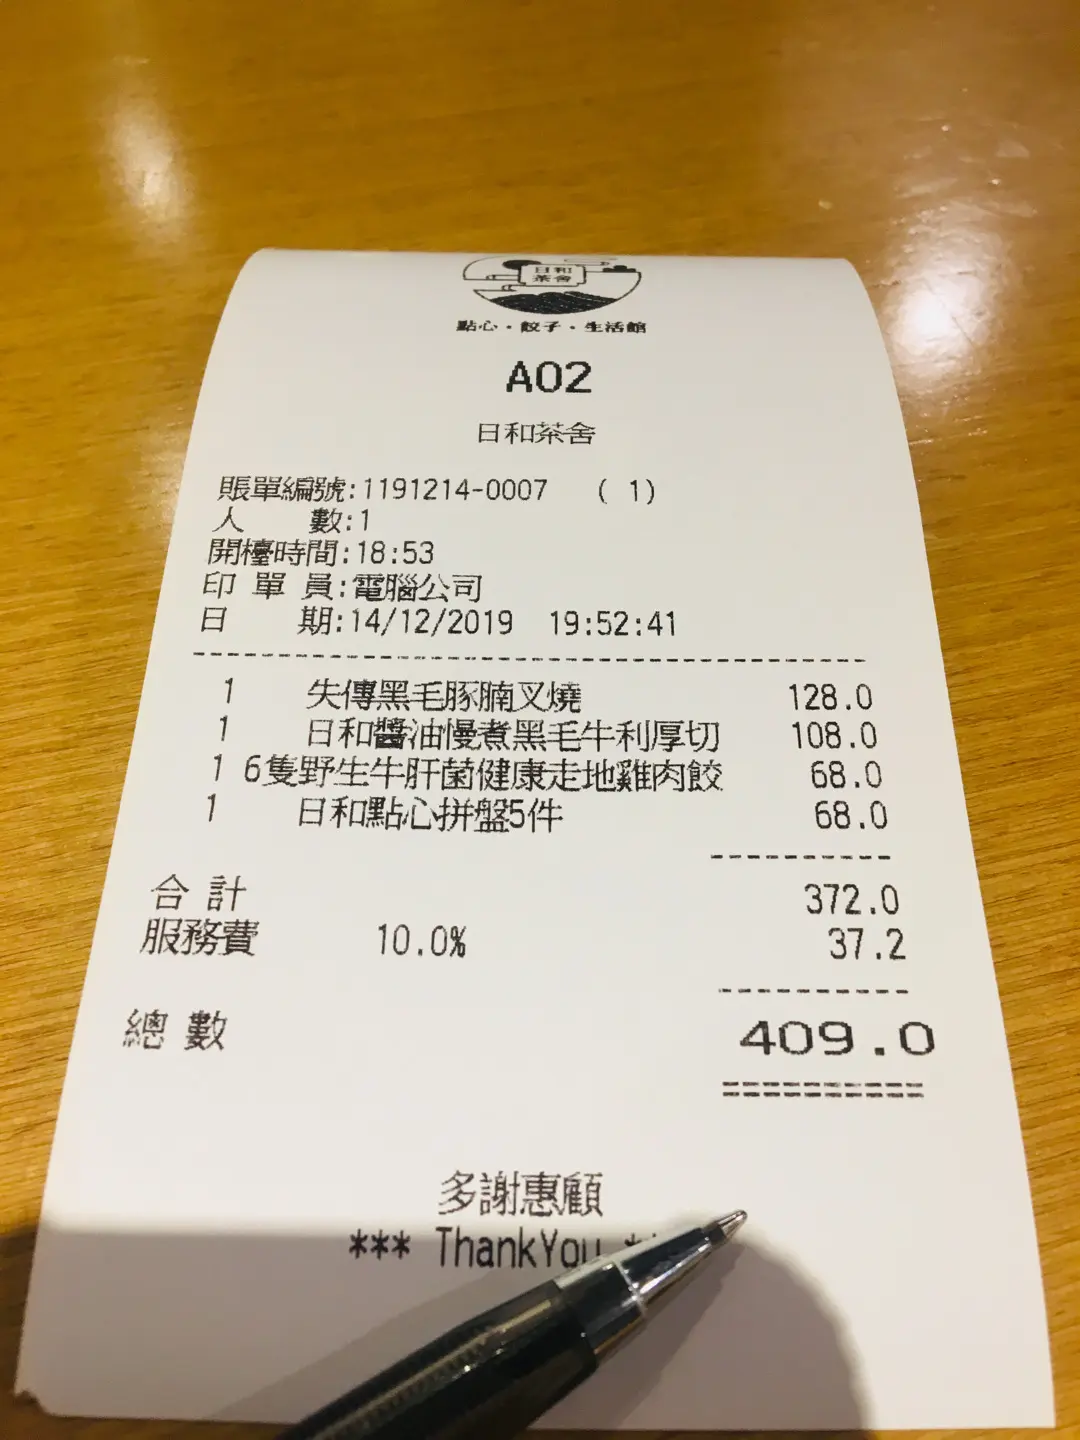 日和
茶舍
點心・餃子・生活館
A02
日和茶舍
賬單編號:1191214-0007 ( 1)
人 數:1
開檯時間:18:53
印 單 員:電腦公司
日 期:14/12/2019 19:52:41
1 失傳黑毛豚腩叉燒 128.0
1 日和醬油慢煮黑毛牛利厚切 108.0
1 6隻野生牛肝菌健康走地雞肉餃 68.0
1 日和點心拼盤5件 68.0
合 計 372.0
服務費 10.0% 37.2
總 數 409.0
==========
多謝惠顧
*** ThankYou *